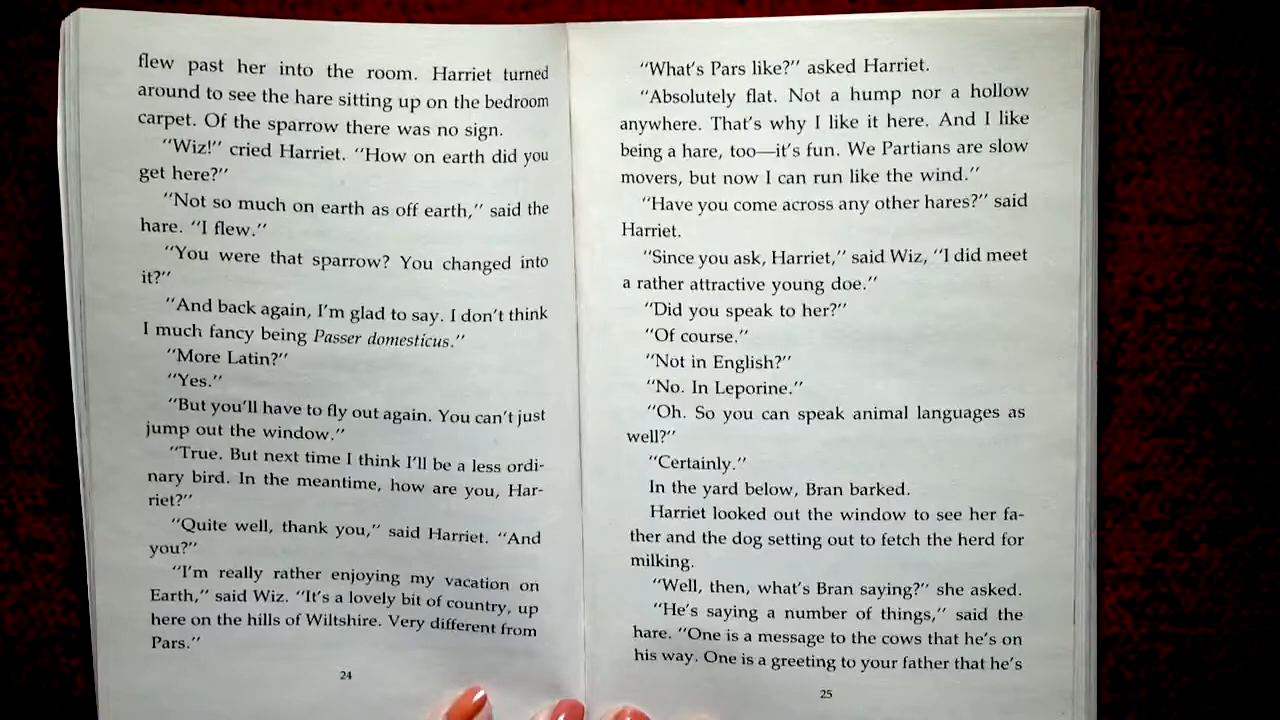 flew past her into the room. Harriet turned
around to see the hare sitting up on the bedroom
carpet. Of the sparrow there was no sign.
“Wiz!” cried Harriet. “How on earth did you
get here?”
“Not so much on earth as off earth,” said the
hare. “I flew.”
“You were that sparrow? You changed into
it?”
“And back again, I’m glad to say. I don’t think
I much fancy being Passer domesticus.”
“More Latin?”
“Yes.”
“But you’ll have to fly out again. You can’t just
jump out the window.”
“True. But next time I think I’ll be a less ordi-
nary bird. In the meantime, how are you, Har-
riet?”
“Quite well, thank you,” said Harriet. “And
you?”
“I’m really rather enjoying my vacation on
Earth,” said Wiz. “It’s a lovely bit of country, up
here on the hills of Wiltshire. Very different from
Pars.”
24
“What’s Pars like?” asked Harriet.
“Absolutely flat. Not a hump nor a hollow
anywhere. That’s why I like it here. And I like
being a hare, too—it’s fun. We Partians are slow
movers, but now I can run like the wind.”
“Have you come across any other hares?” said
Harriet.
“Since you ask, Harriet,” said Wiz, “I did meet
a rather attractive young doe.”
“Did you speak to her?”
“Of course.”
“Not in English?”
“No. In Leporine.”
“Oh. So you can speak animal languages as
well?”
“Certainly.”
In the yard below, Bran barked.
Harriet looked out the window to see her fa-
ther and the dog setting out to fetch the herd for
milking.
“Well, then, what’s Bran saying?” she asked.
“He’s saying a number of things,” said the
hare. “One is a message to the cows that he’s on
his way. One is a greeting to your father that he’s
25